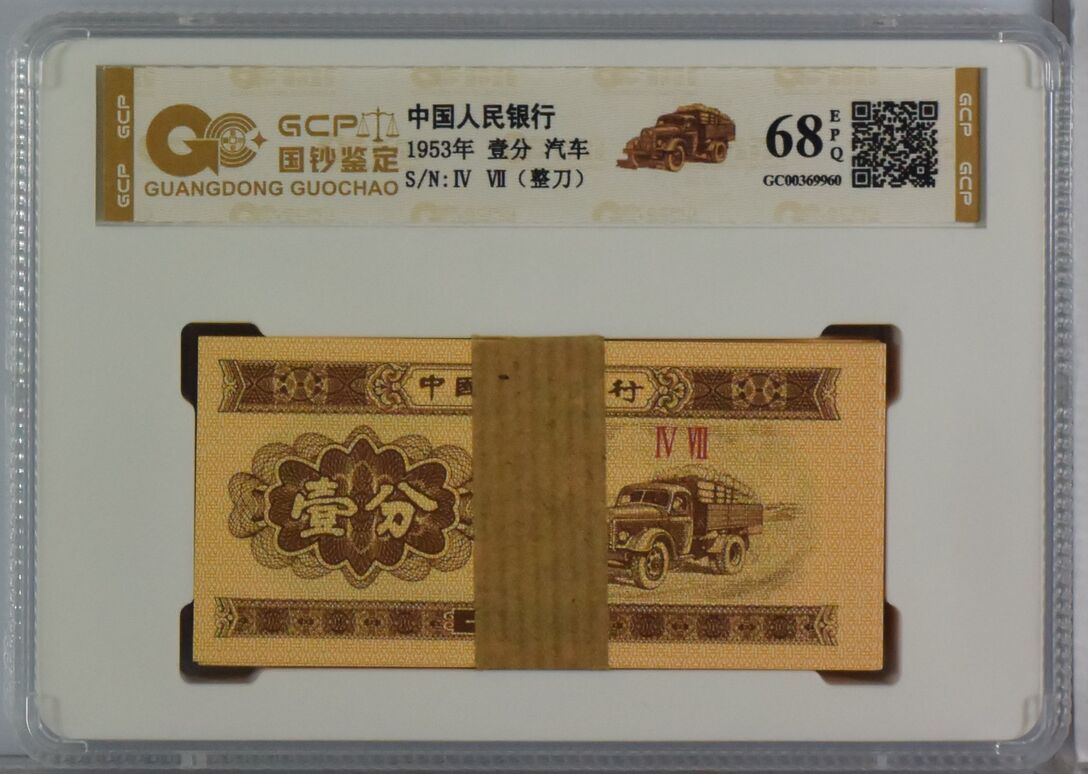 GCP GCP
GCP
国钞鉴定
GUANGDONG GUOCHAO
中国人民银行
1953年 壹分 汽车
S/N:Ⅳ Ⅶ（整刀）
68 EPQ
GC00369960
GCP GCP
中国 行
Ⅳ Ⅶ
壹分